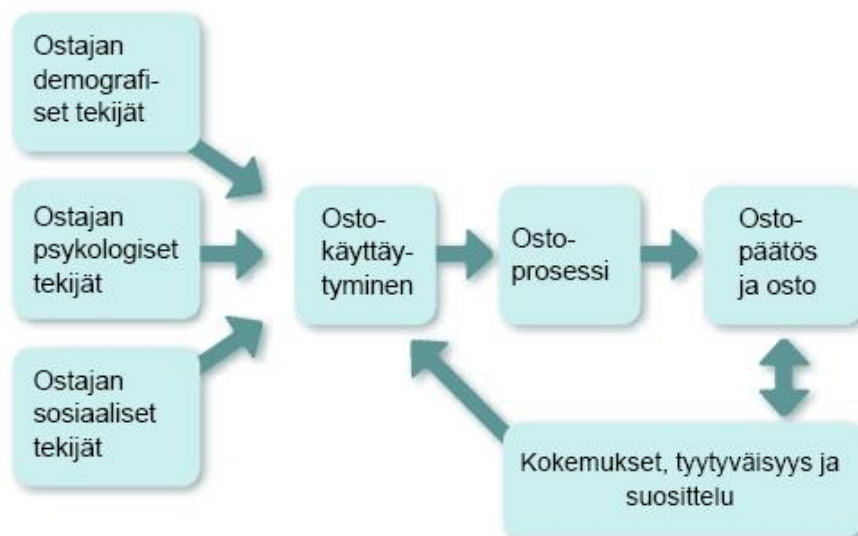 Ostajan
demografi-
set tekijät
Ostajan
psykologiset
tekijät
Ostajan
sosiaaliset
tekijät
Osto-
käyttäy-
tyminen
Osto-
prosessi
Osto-
päätös
ja osto
Kokemukset, tyytyväisyys ja
suosittelu